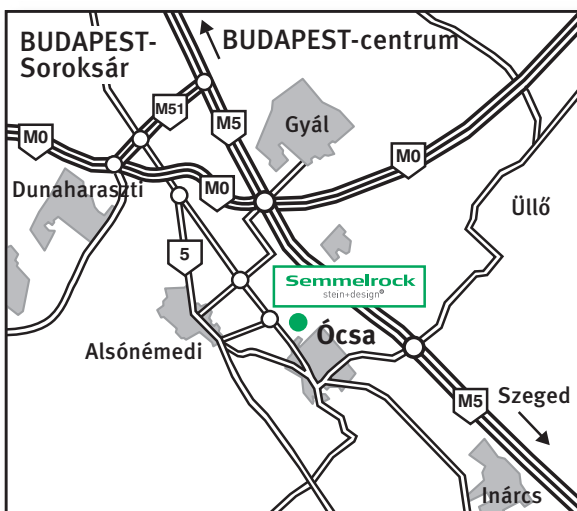 BUDAPEST-
Soroksár
BUDAPEST-centrum
M51
M5
Gyál
M0
M0
M0
Dunaharaszti
Üllő
5
Semmelrock
stein+design®
Ócsa
Alsónémedi
M5
Szeged
Inárcs